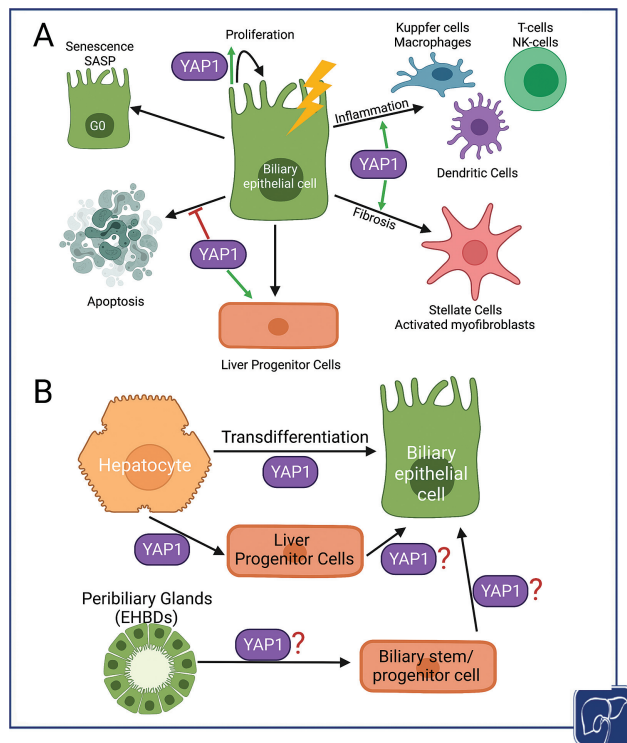 A
Proliferation
YAP1
Senescence
SASP
G0
Kuppfer cells
Macrophages
T-cells
NK-cells
Inflammation
Biliary
epithelial cell
YAP1
Dendritic Cells
Fibrosis
YAP1
Apoptosis
Stellate Cells
Activated myofibroblasts
Liver Progenitor Cells
B
Hepatocyte
Transdifferentiation
YAP1
Biliary
epithelial
cell
YAP1
Liver
Progenitor Cells
YAP1?
YAP1?
Peribiliary Glands
(EHBDs)
YAP1?
Biliary stem/
progenitor cell